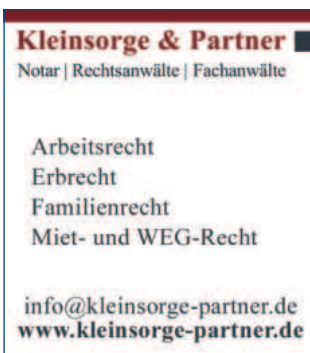 Kleinsorge & Partner
Notar | Rechtsanwälte | Fachanwälte
Arbeitsrecht
Erbrecht
Familienrecht
Miet- und WEG-Recht
info@kleinsorge-partner.de
www.kleinsorge-partner.de